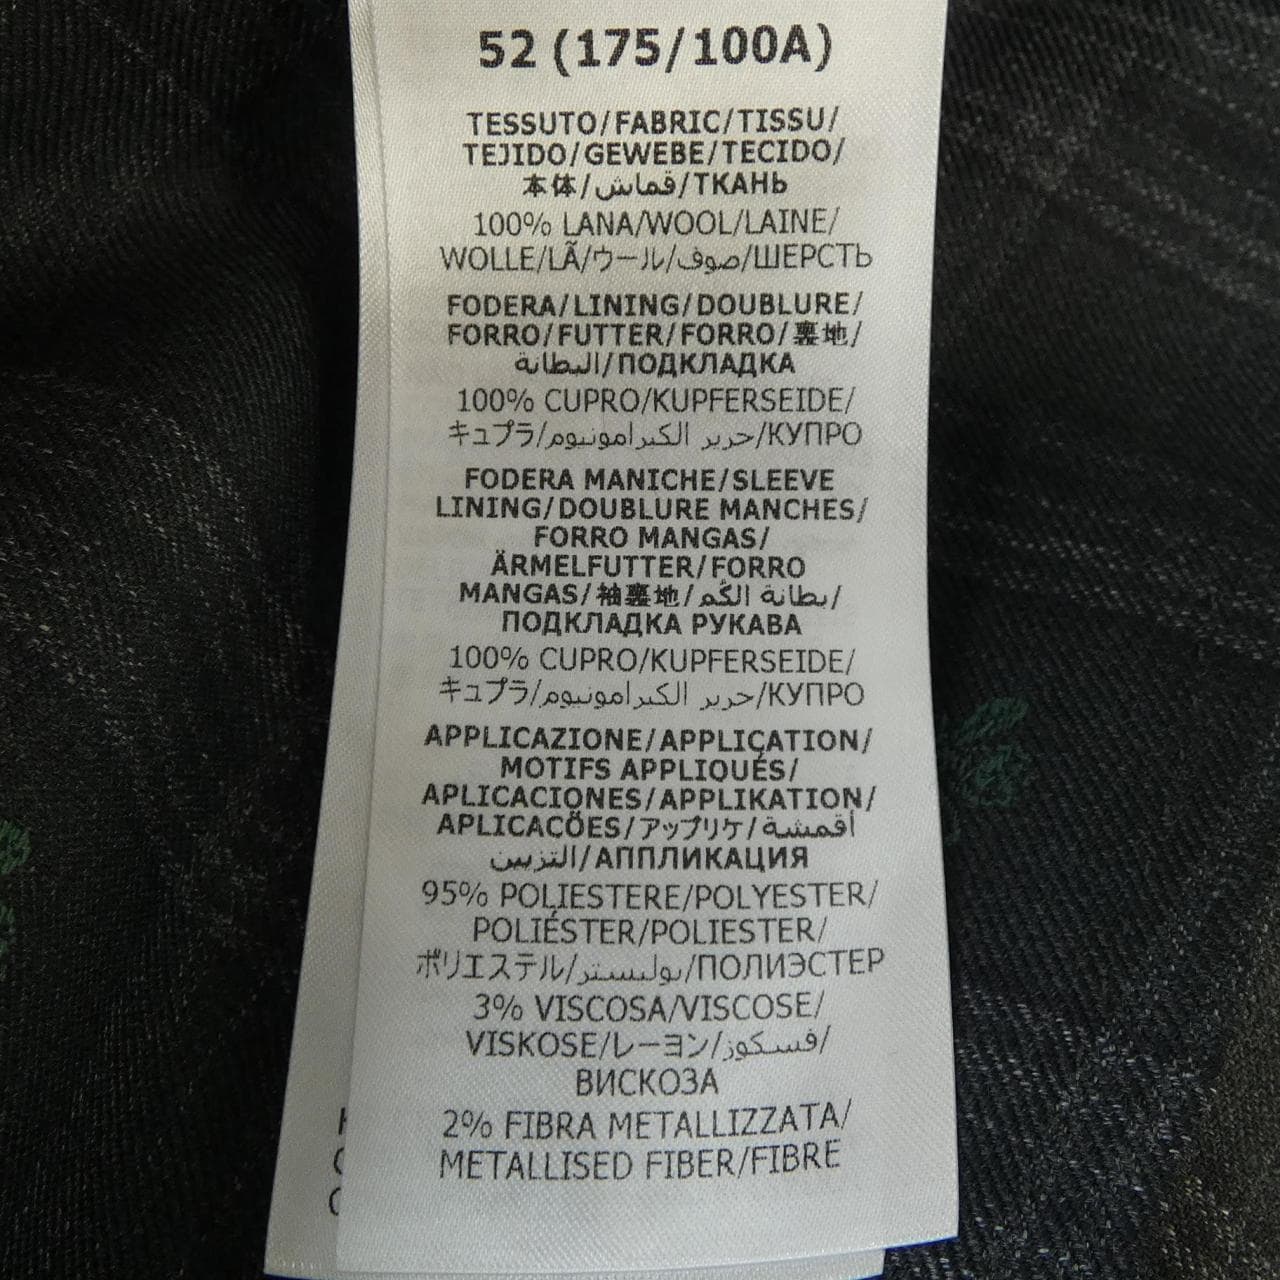 52 (175/100A)
TESSUTO/FABRIC/TISSU/
TEJIDO/GEWEBE/TECIDO/
本体/قماش/ТКАНЬ
100% LANA/WOOL/LAINE/
WOLLE/LÃ/ウール/صوف/ШЕРСТЬ
FODERA/LINING/DOUBLURE/
FORRO/FUTTER/FORRO/裏地/
البطانة/ПОДКЛАДКА
100% CUPRO/KUPFERSEIDE/
キュプラ/حرير الكبرامونيوم/КУПРО
FODERA MANICHE/SLEEVE
LINING/DOUBLURE MANCHES/
FORRO MANGAS/
ÄRMELFUTTER/FORRO
MANGAS/袖裏地/بطانة الكُم/
ПОДКЛАДКА РУКАВА
100% CUPRO/KUPFERSEIDE/
キュプラ/حرير الكبرامونيوم/КУПРО
APPLICAZIONE/APPLICATION/
MOTIFS APPLIQUÉS/
APLICACIONES/APPLIKATION/
APLICAÇÕES/アップリケ/أقمشة
التزيين/АППЛИКАЦИЯ
95% POLIESTERE/POLYESTER/
POLIÉSTER/POLIESTER/
ポリエステル/بوليستر/ПОЛИЭСТЕР
3% VISCOSA/VISCOSE/
VISKOSE/レーヨン/فسكوز/
ВИСКОЗА
2% FIBRA METALLIZZATA/
METALLISED FIBER/FIBRE